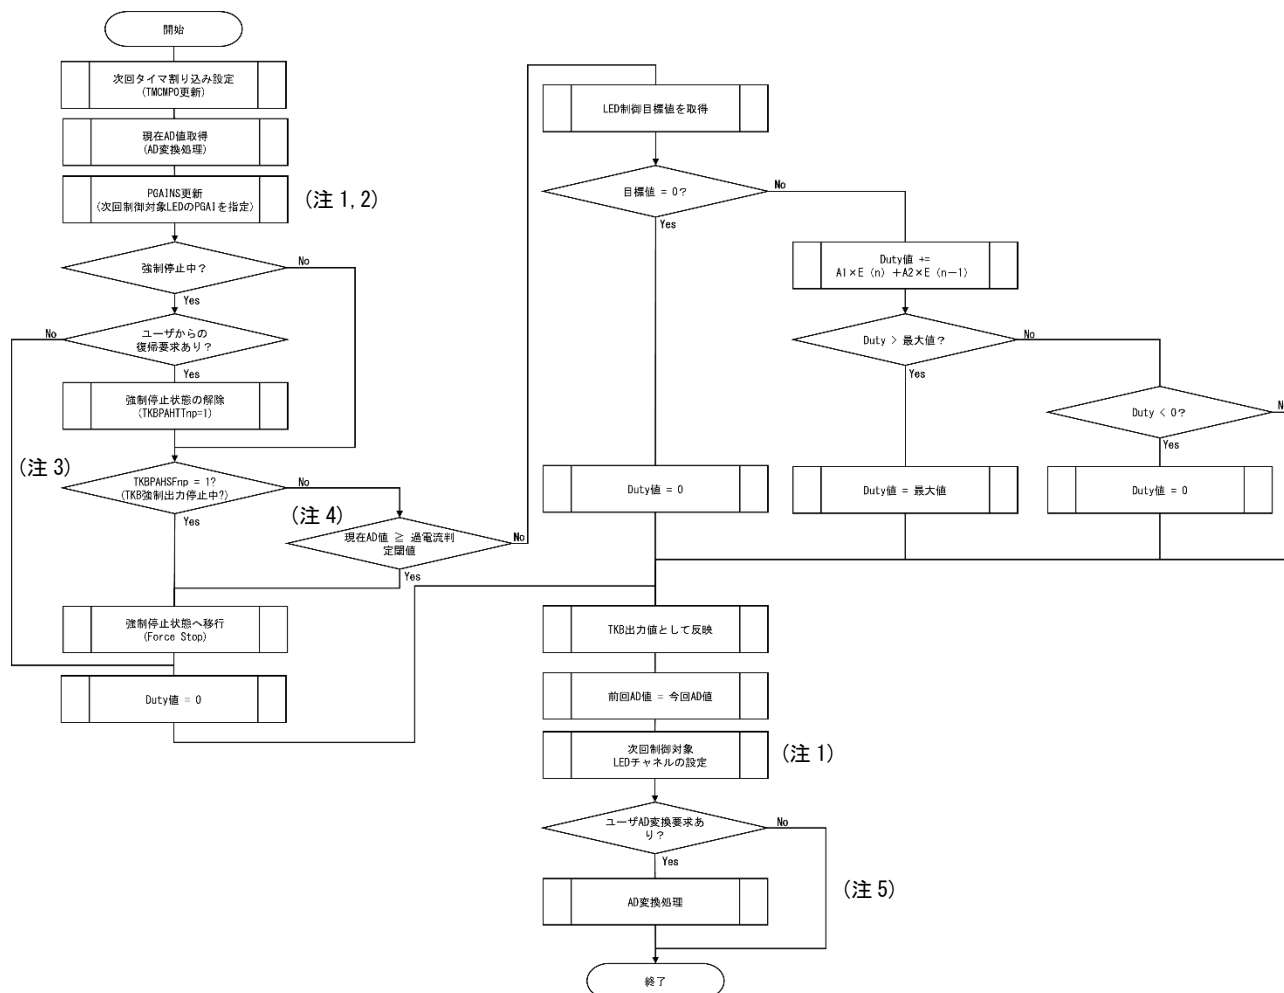 開始
次回タイマ割り込み設定
(TMCMP0更新)
現在AD値取得
(AD変換処理)
PGAINS更新
(次回制御対象LEDのPGAIを指定)
(注 1, 2)
強制停止中？
No
Yes
ユーザからの
復帰要求あり？
No
Yes
強制停止状態の解除
(TKBPAHTTnp=1)
(注 3)
TKBPAHSFnp = 1?
(TKB強制出力停止中?)
No
Yes
(注 4)
現在AD値 ≧ 過電流判
定閾値
No
Yes
強制停止状態へ移行
(Force Stop)
Duty値 = 0
LED制御目標値を取得
目標値 = 0?
No
Yes
Duty値 +=
A1×E (n) +A2×E (n-1)
Duty > 最大値?
No
Yes
Duty < 0?
No
Yes
Duty値 = 0
Duty値 = 最大値
Duty値 = 0
TKB出力値として反映
前回AD値 = 今回AD値
次回制御対象
LEDチャネルの設定
(注 1)
ユーザAD変換要求あ
り？
No
Yes
AD変換処理
(注 5)
終了